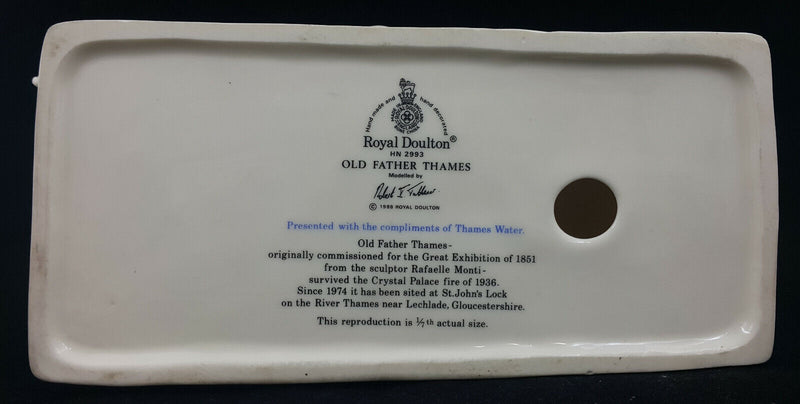 Hand made and hand decorated
Royal Doulton®
HN 2993
OLD FATHER THAMES
Modelled by
© 1988 ROYAL DOULTON
Presented with the compliments of Thames Water.
Old Father Thames-
originally commissioned for the Great Exhibition of 1851
from the sculptor Rafaelle Monti-
survived the Crystal Palace fire of 1936.
Since 1974 it has been sited at St.John's Lock
on the River Thames near Lechlade, Gloucestershire.
This reproduction is 1/7th actual size.